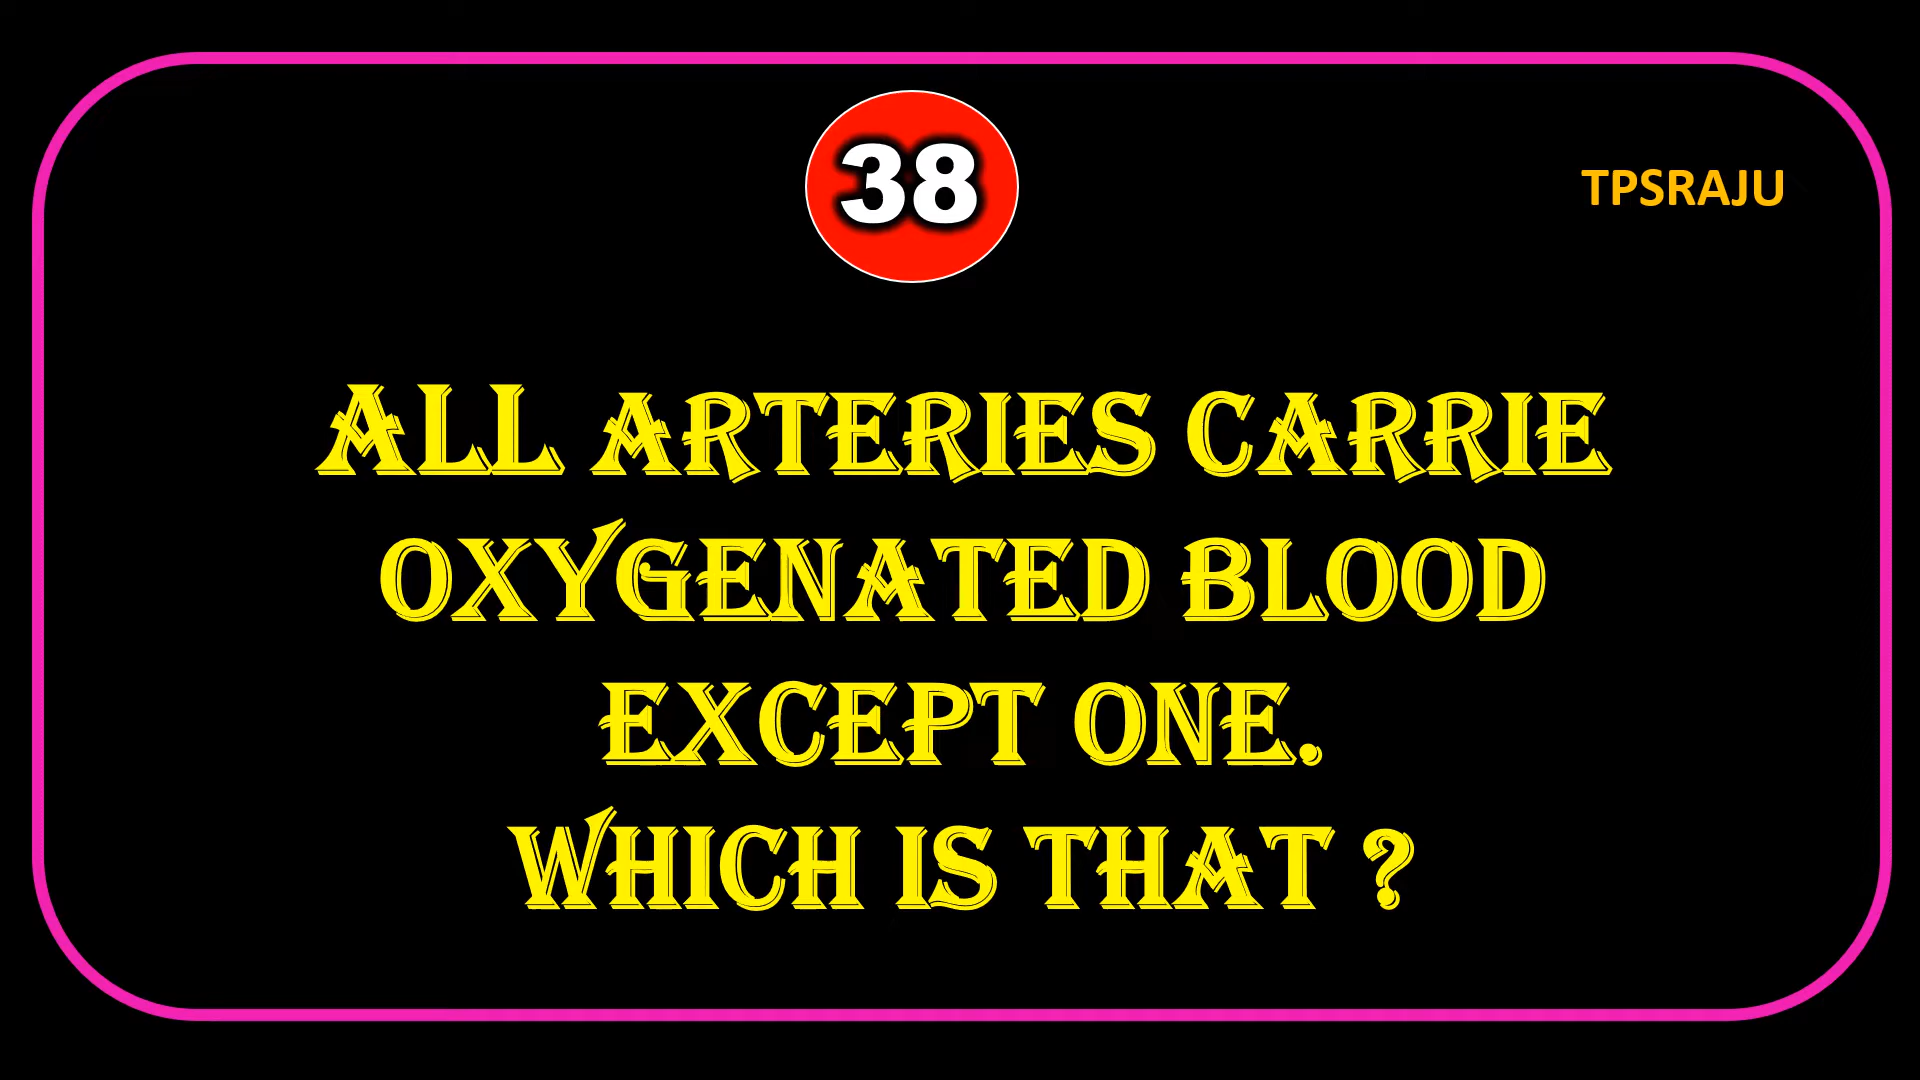 38
TPSRAJU
ALL ARTERIES CARRIE
OXYGENATED BLOOD
EXCEPT ONE.
WHICH IS THAT ?